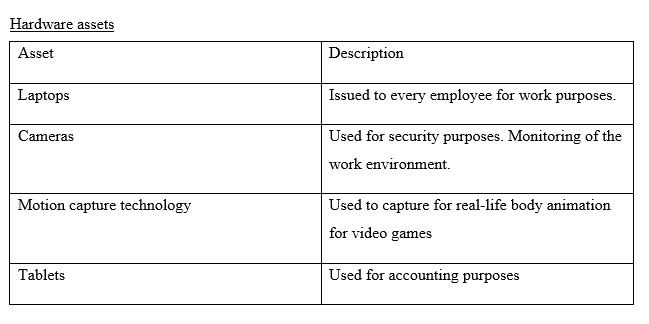 Hardware assets
Asset Description
Laptops Issued to every employee for work purposes.
Cameras Used for security purposes. Monitoring of the
work environment.
Motion capture technology Used to capture for real-life body animation
for video games
Tablets Used for accounting purposes